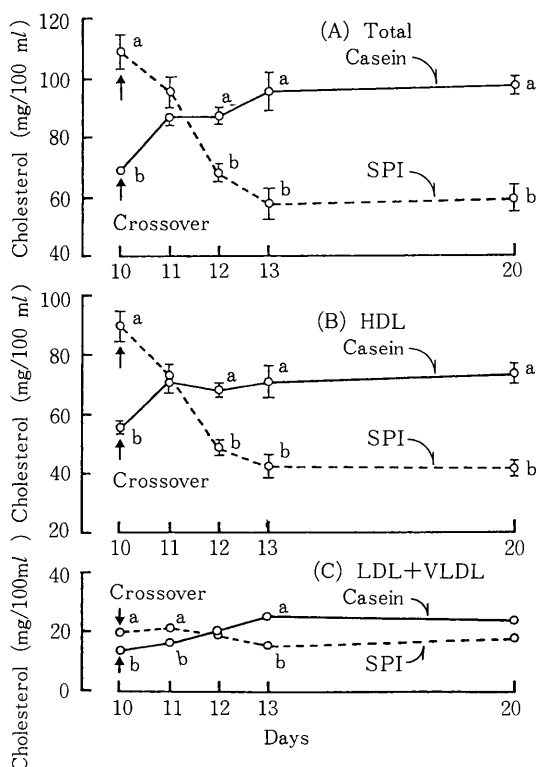 Cholesterol (mg/100 ml)
120
100
80
60
40
(A) Total
Casein
SPI
a
b
a
b
b
a
b
Crossover
10 11 12 13 20
Cholesterol (mg/100 ml)
100
80
60
40
20
(B) HDL
Casein
SPI
a
b
a
b
a
b
a
b
Crossover
10 11 12 13 20
Cholesterol (mg/100ml)
40
20
0
(C) LDL+VLDL
Casein
SPI
Crossover
a
b
a
b
a
b
10 11 12 13 20
Days